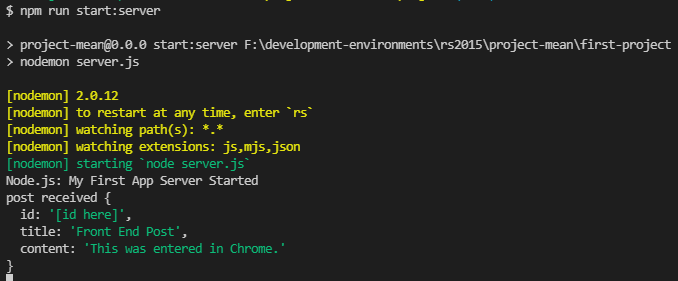 $ npm run start:server
> project-mean@0.0.0 start:server F:\development-environments\rs2015\project-mean\first-project
> nodemon server.js
[nodemon] 2.0.12
[nodemon] to restart at any time, enter `rs`
[nodemon] watching path(s): *.*
[nodemon] watching extensions: js,mjs,json
[nodemon] starting `node server.js`
Node.js: My First App Server Started
post received {
  id: '[id here]',
  title: 'Front End Post',
  content: 'This was entered in Chrome.'
}